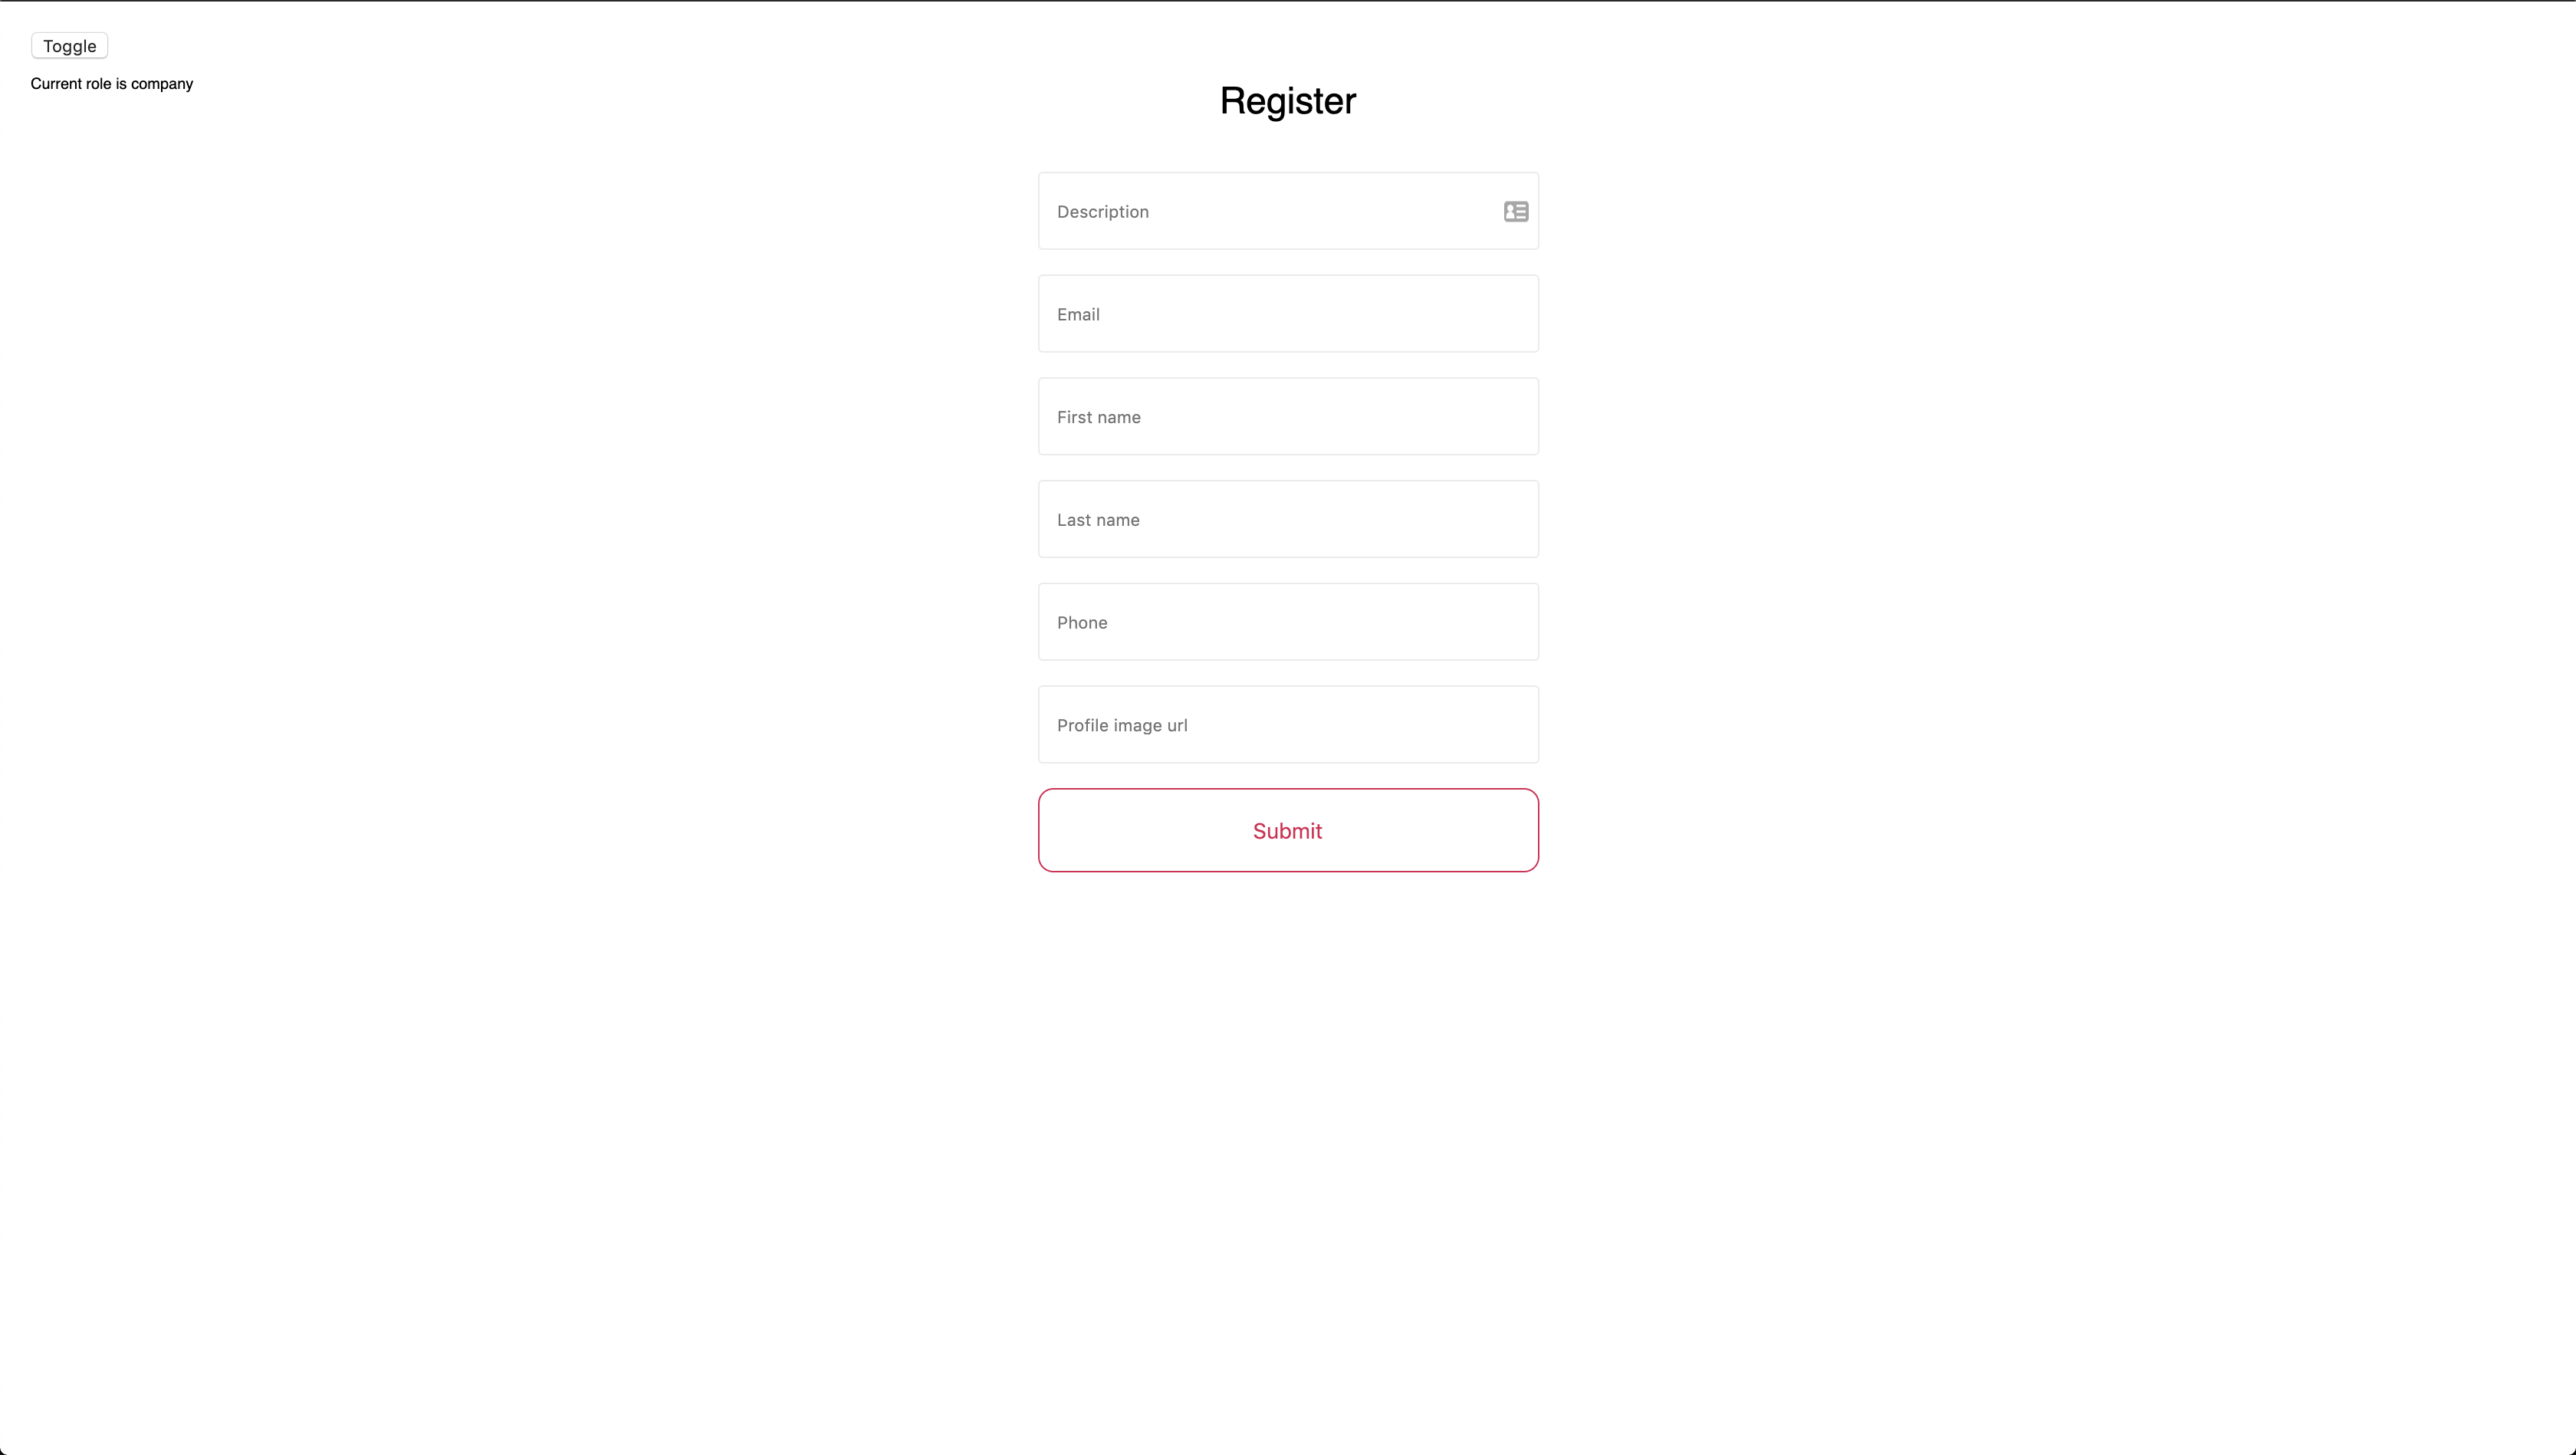 Toggle
Current role is company
Register
Description
Email
First name
Last name
Phone
Profile image url
Submit